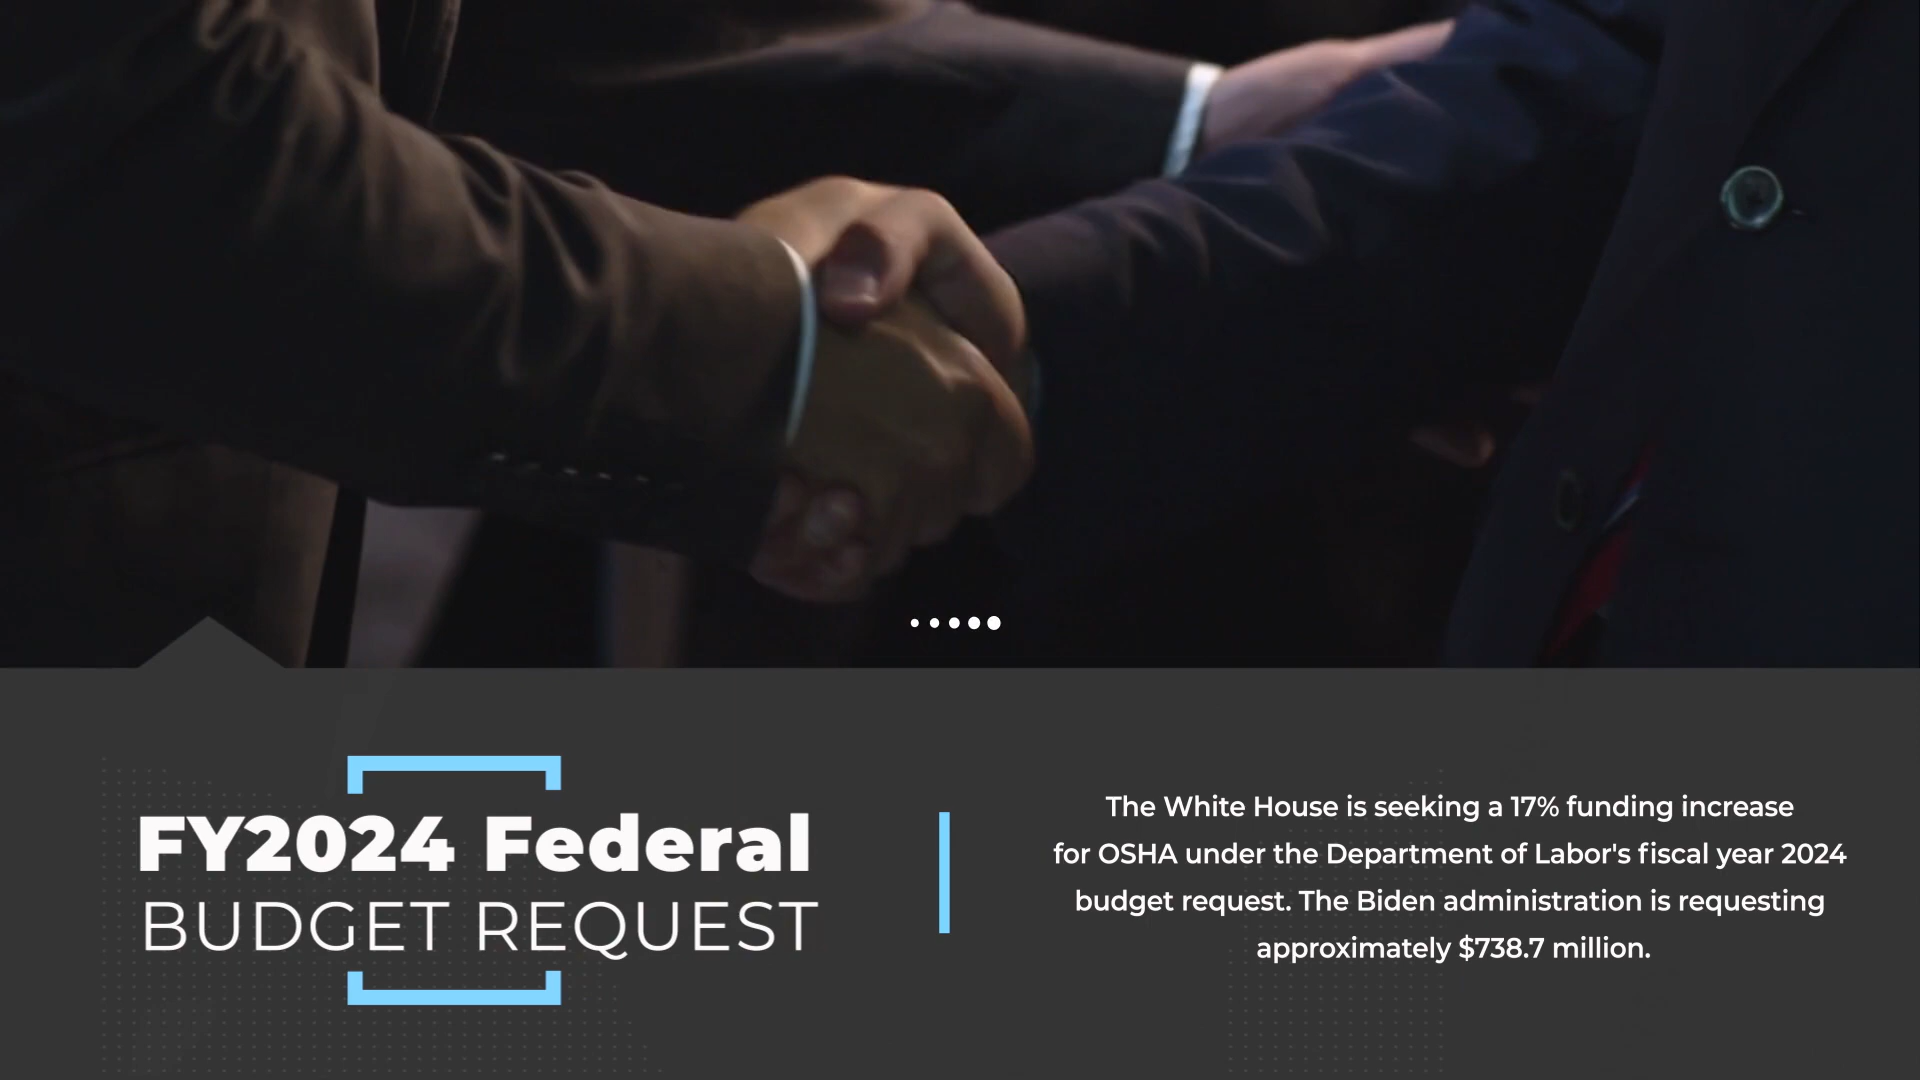 FY2024 Federal
BUDGET REQUEST
The White House is seeking a 17% funding increase
for OSHA under the Department of Labor's fiscal year 2024
budget request. The Biden administration is requesting
approximately $738.7 million.